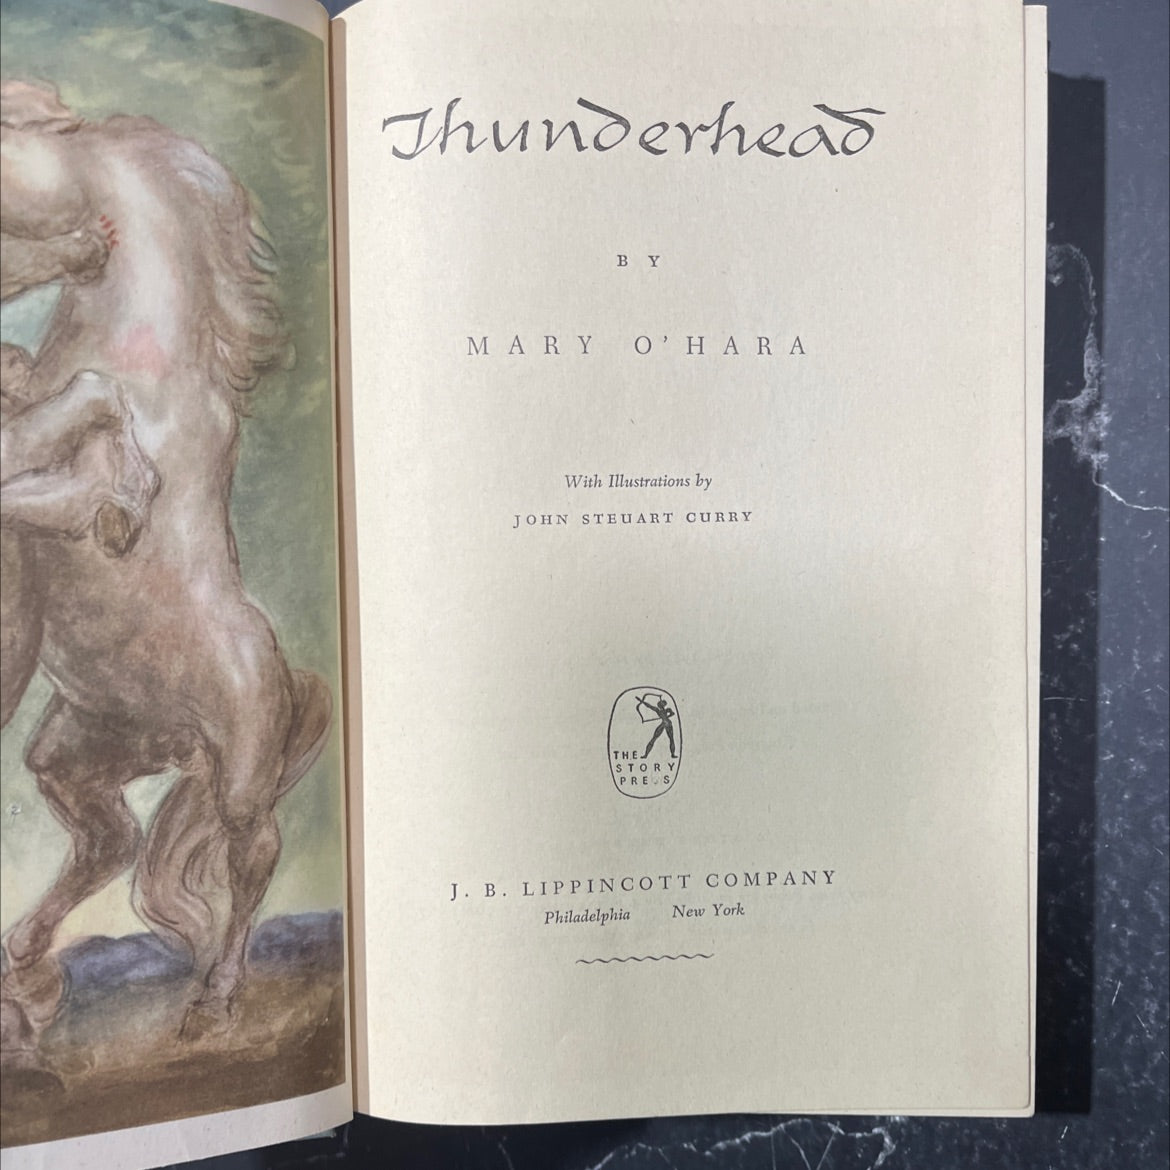 Thunderhead
BY
MARY O'HARA
With Illustrations by
JOHN STEUART CURRY
THE
STORY
PRESS
J. B. LIPPINCOTT COMPANY
Philadelphia New York